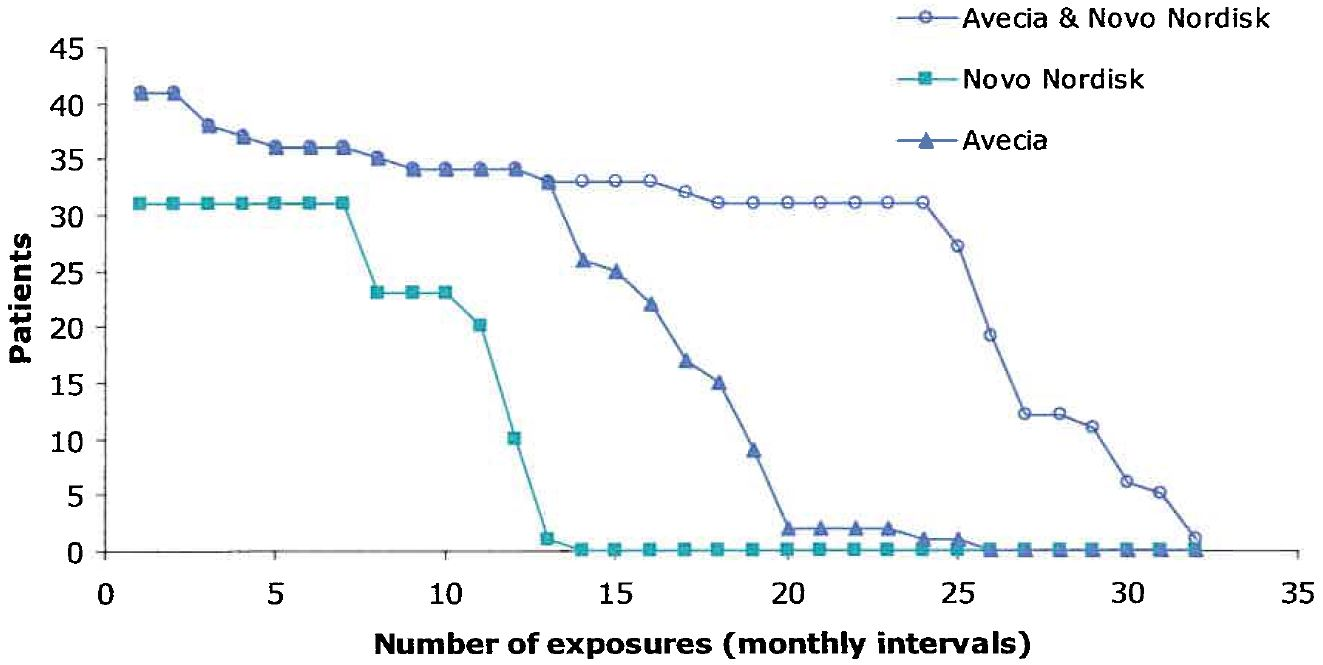 Avecia & Novo Nordisk
Novo Nordisk
Avecia
45
40
35
30
25
20
15
10
5
0
Patients
0 5 10 15 20 25 30 35
Number of exposures (monthly intervals)